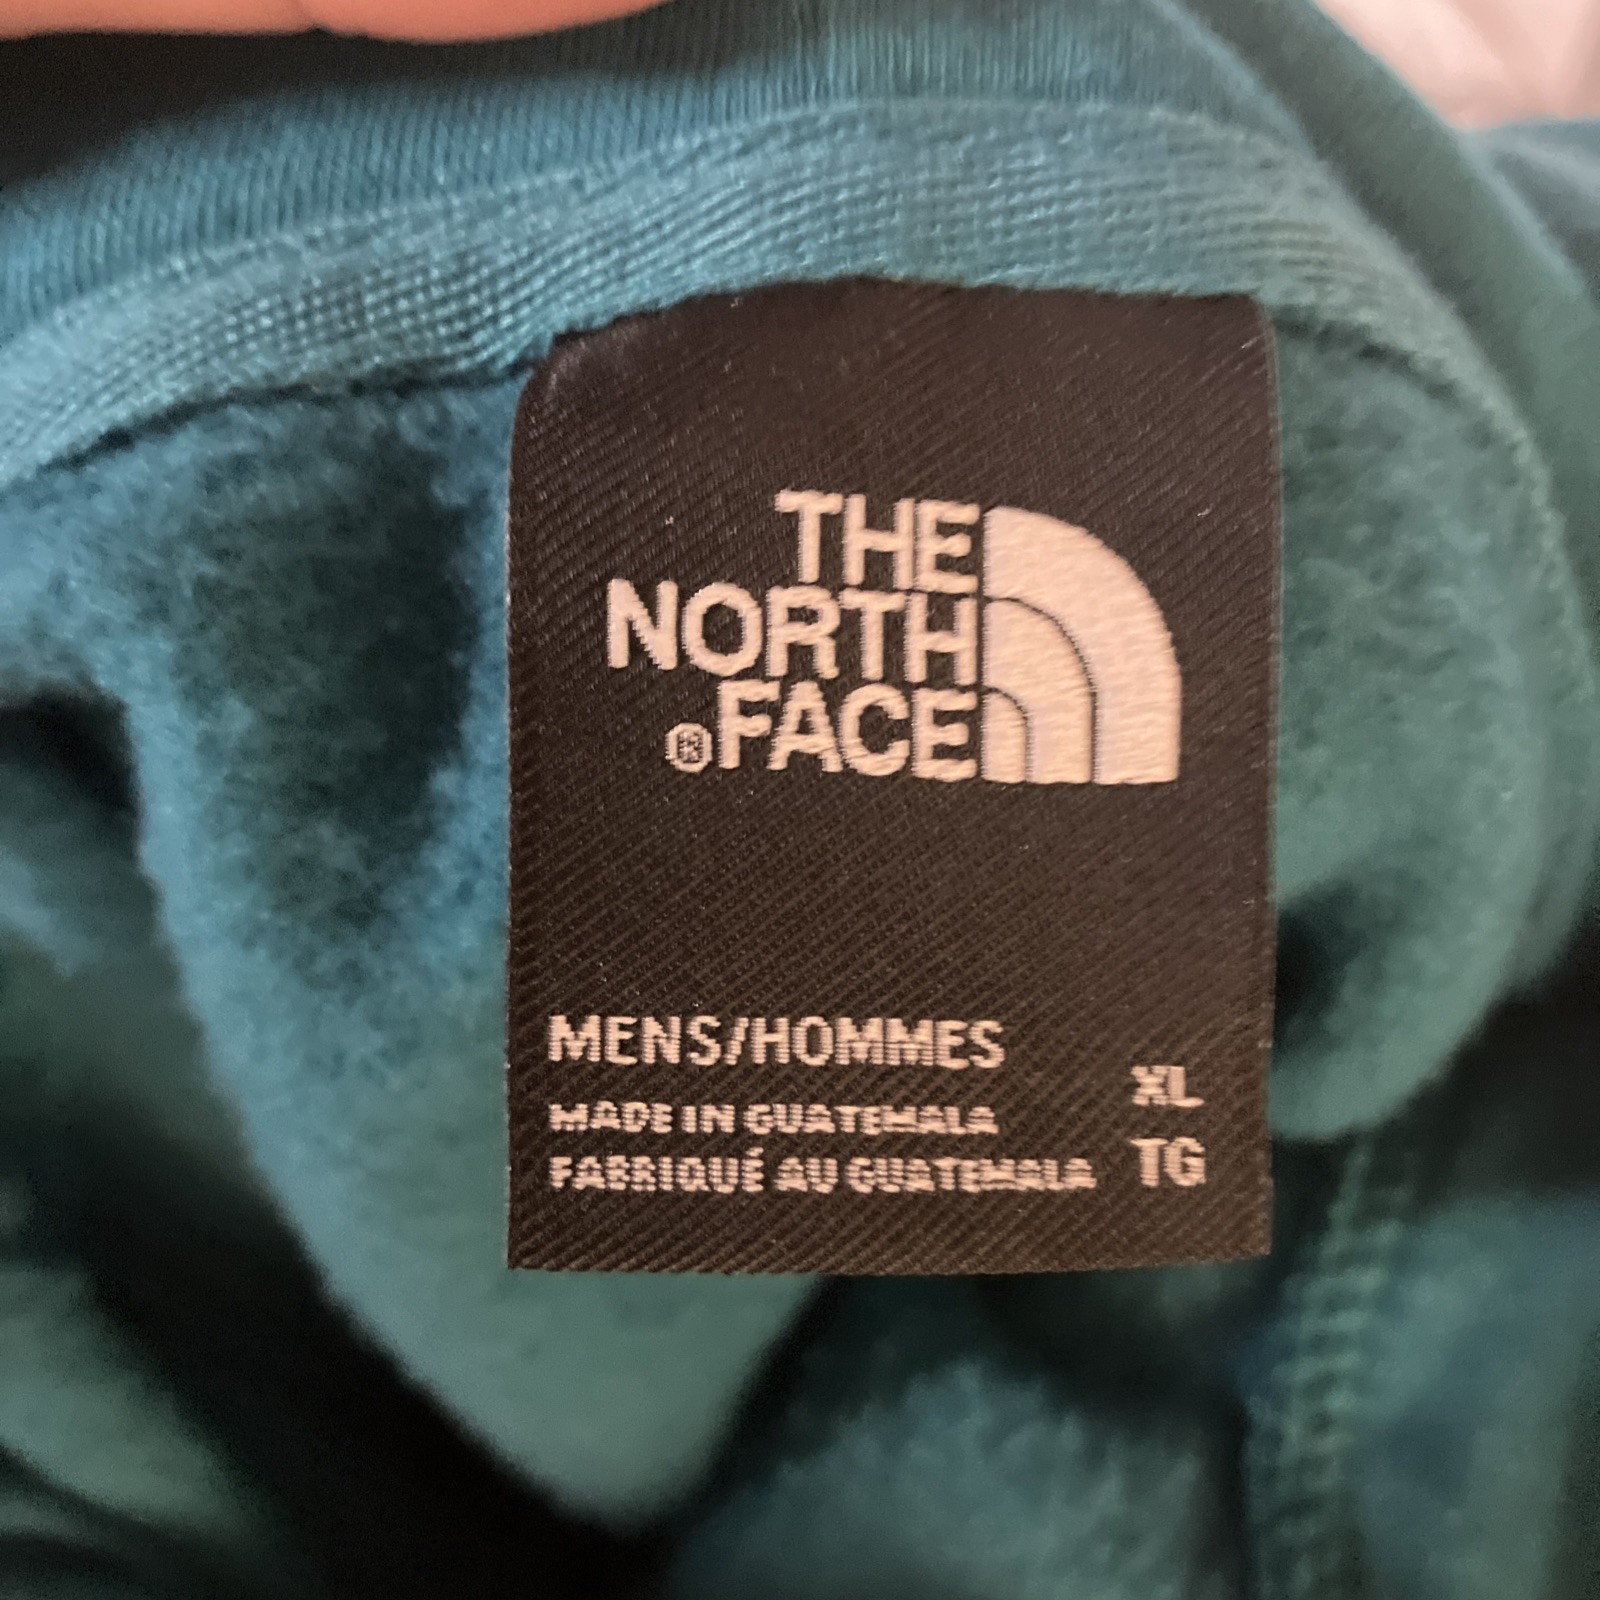 THE
NORTH
®FACE
MENS/HOMMES
XL
MADE IN GUATEMALA
FABRIQUÉ AU GUATEMALA
TG